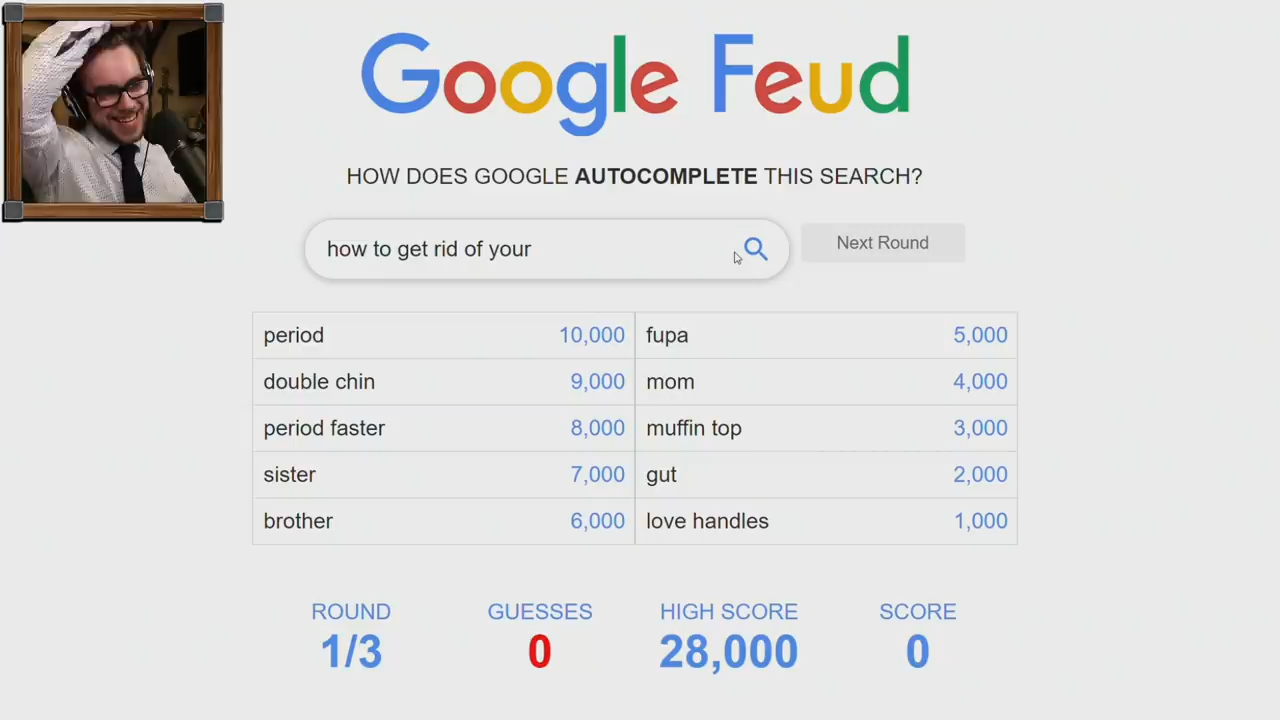 Google Feud
HOW DOES GOOGLE AUTOCOMPLETE THIS SEARCH?
how to get rid of your
Next Round
period 10,000
double chin 9,000
period faster 8,000
sister 7,000
brother 6,000
fupa 5,000
mom 4,000
muffin top 3,000
gut 2,000
love handles 1,000
ROUND
1/3
GUESSES
0
HIGH SCORE
28,000
SCORE
0